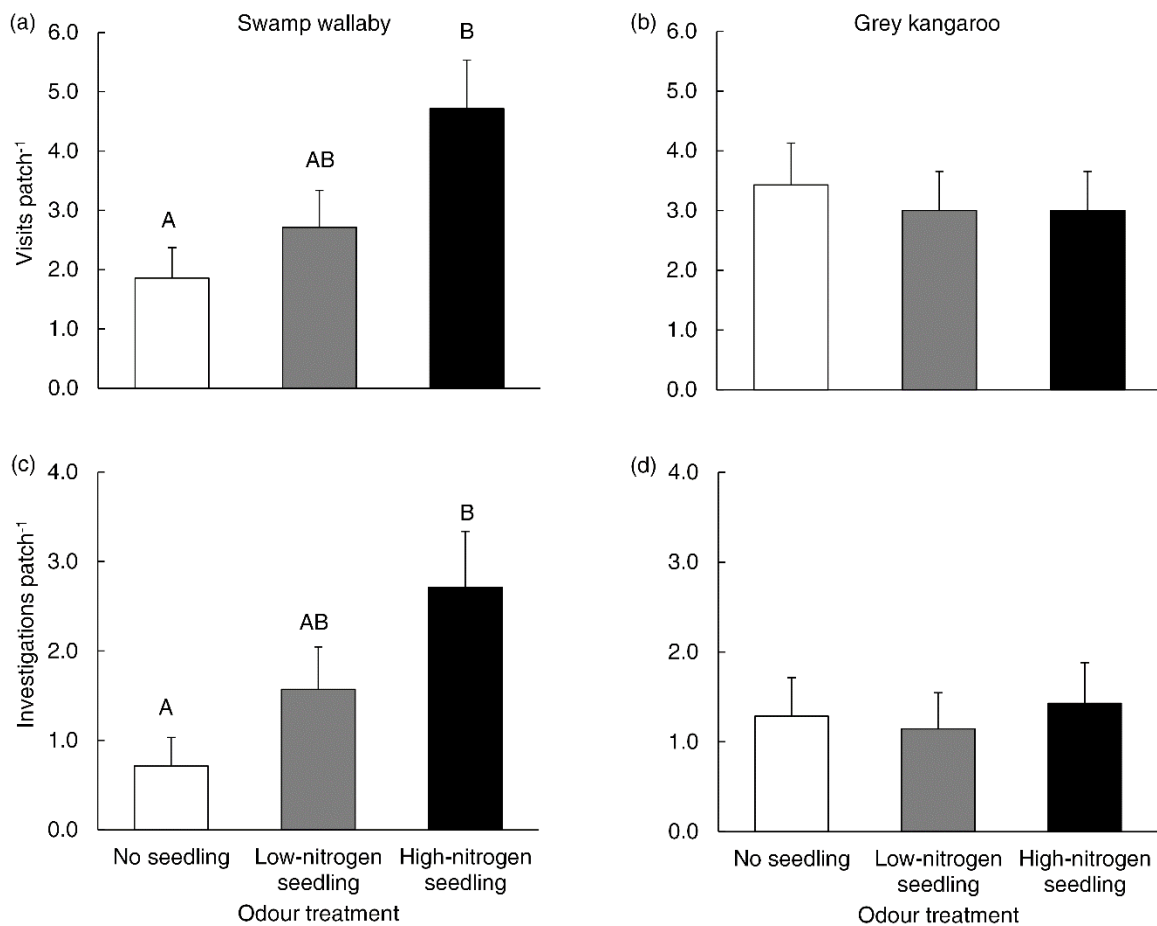 (a)
Swamp wallaby
6.0
5.0
4.0
3.0
2.0
1.0
0.0
Visits patch-1
A
AB
B
(b)
Grey kangaroo
6.0
5.0
4.0
3.0
2.0
1.0
0.0
(c)
4.0
3.0
2.0
1.0
0.0
Investigations patch-1
A
AB
B
No seedling
Low-nitrogen
seedling
High-nitrogen
seedling
Odour treatment
(d)
4.0
3.0
2.0
1.0
0.0
No seedling
Low-nitrogen
seedling
High-nitrogen
seedling
Odour treatment